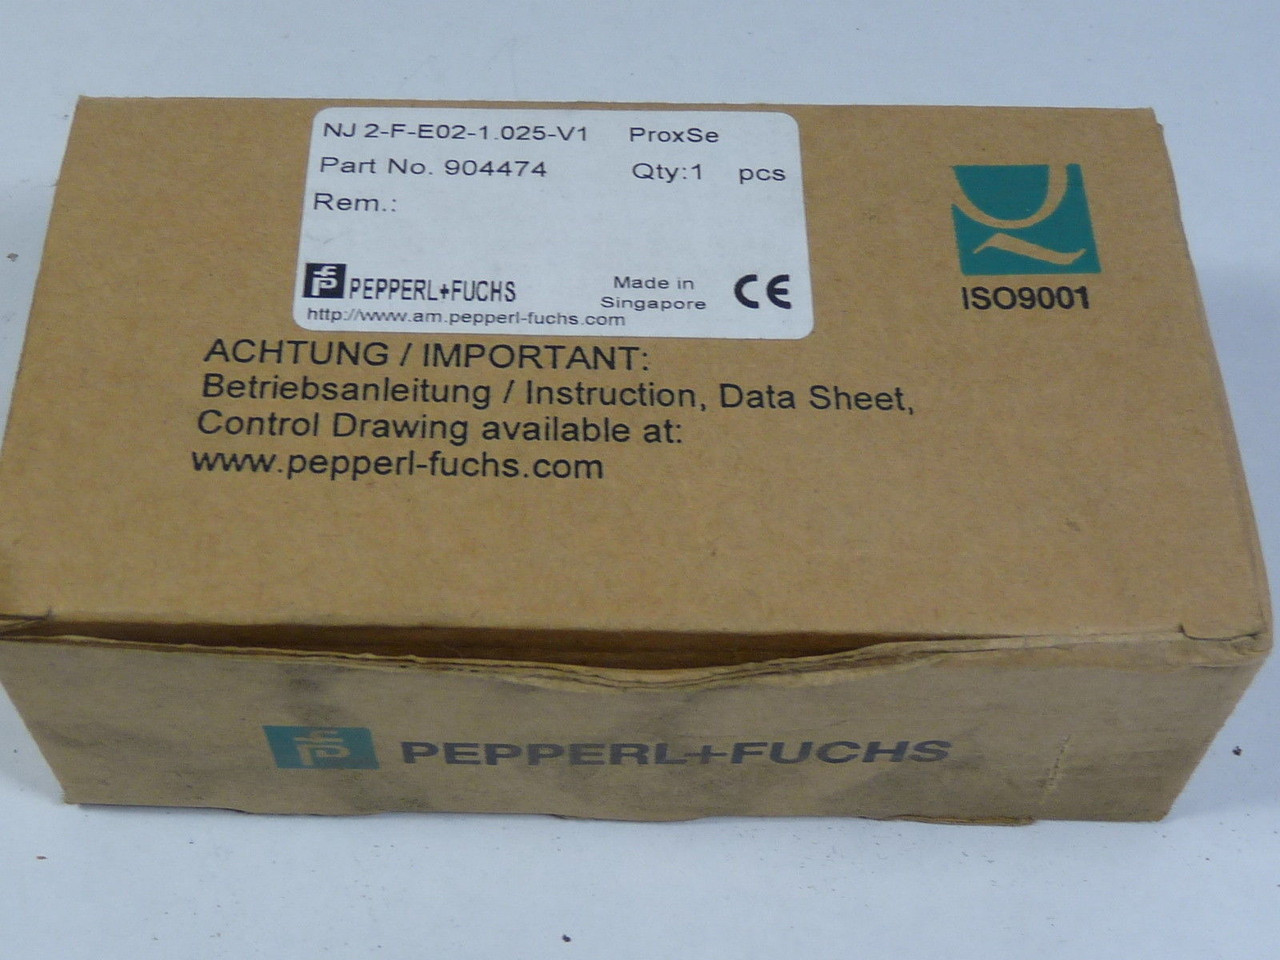 NJ 2-F-E02-1.025-V1 ProxSe
Part No. 904474 Qty:1 pcs
Rem.:
PEPPERL+FUCHS
Made in
Singapore
CE
http://www.am.pepperl-fuchs.com
ISO9001
ACHTUNG / IMPORTANT:
Betriebsanleitung / Instruction, Data Sheet,
Control Drawing available at:
www.pepperl-fuchs.com
PEPPERL+FUCHS